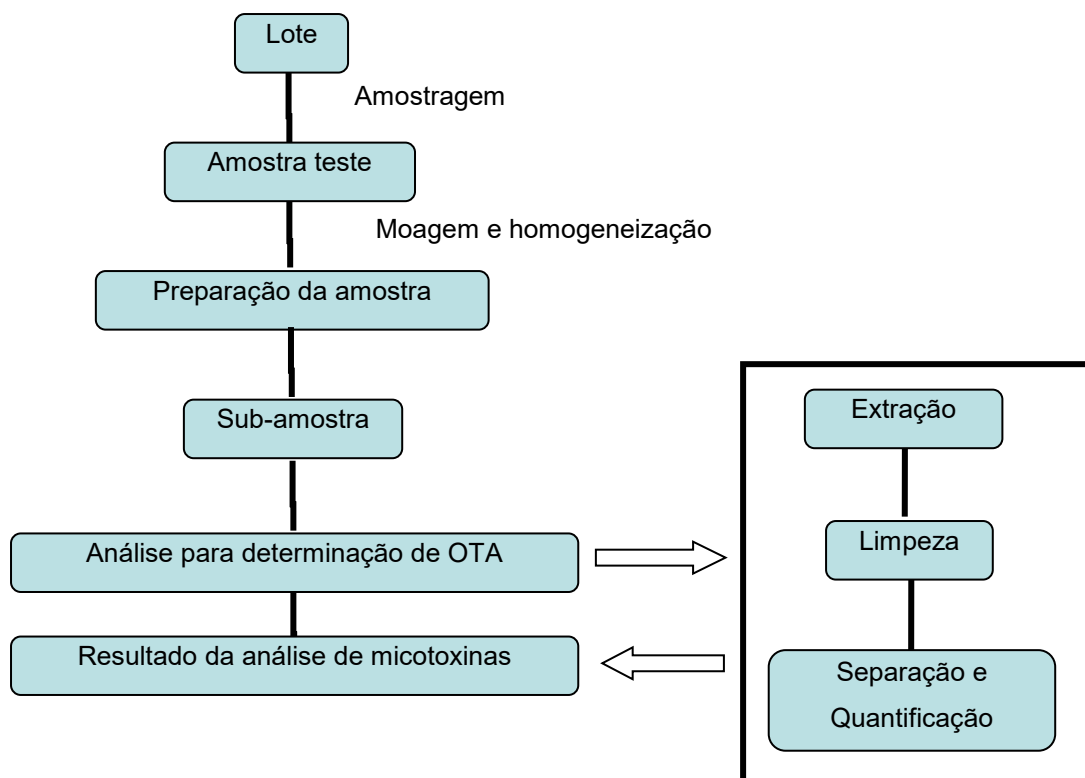 Lote
Amostragem
Amostra teste
Moagem e homogeneização
Preparação da amostra
Sub-amostra
Análise para determinação de OTA
Resultado da análise de micotoxinas
Extração
Limpeza
Separação e
Quantificação